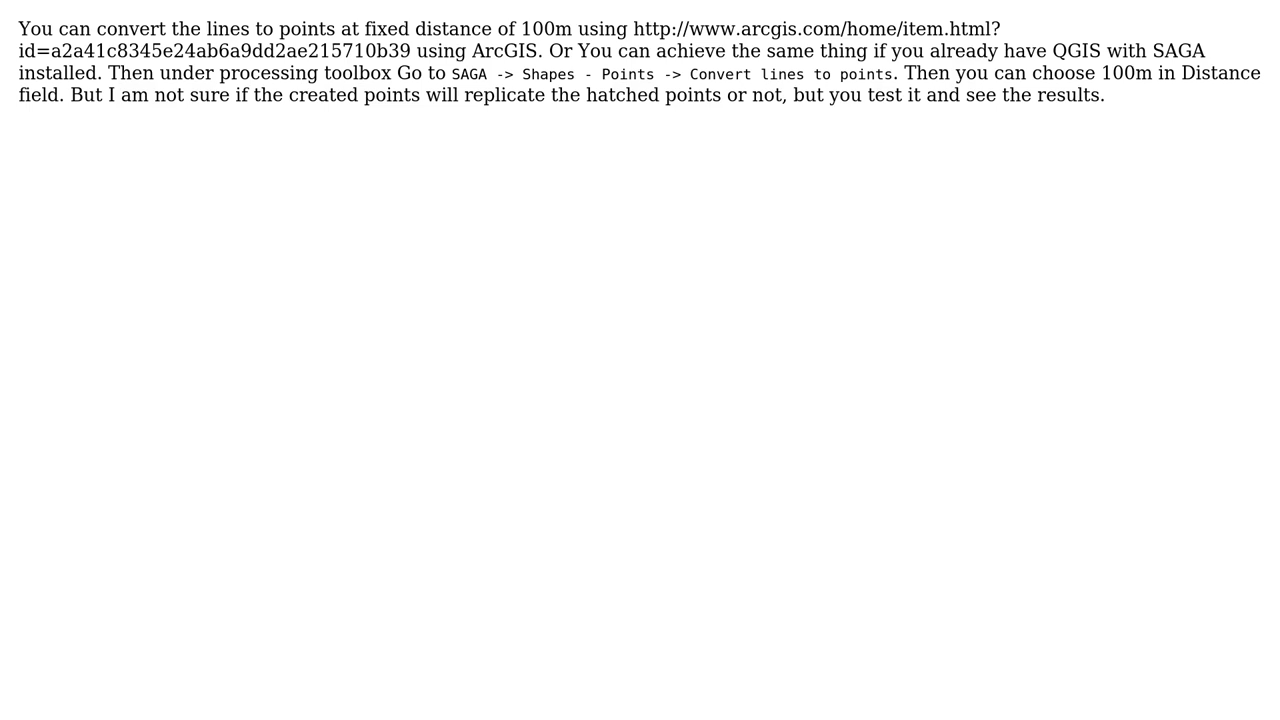 You can convert the lines to points at fixed distance of 100m using http://www.arcgis.com/home/item.html?
id=a2a41c8345e24ab6a9dd2ae215710b39 using ArcGIS. Or You can achieve the same thing if you already have QGIS with SAGA
installed. Then under processing toolbox Go to SAGA -> Shapes - Points -> Convert lines to points. Then you can choose 100m in Distance
field. But I am not sure if the created points will replicate the hatched points or not, but you test it and see the results.